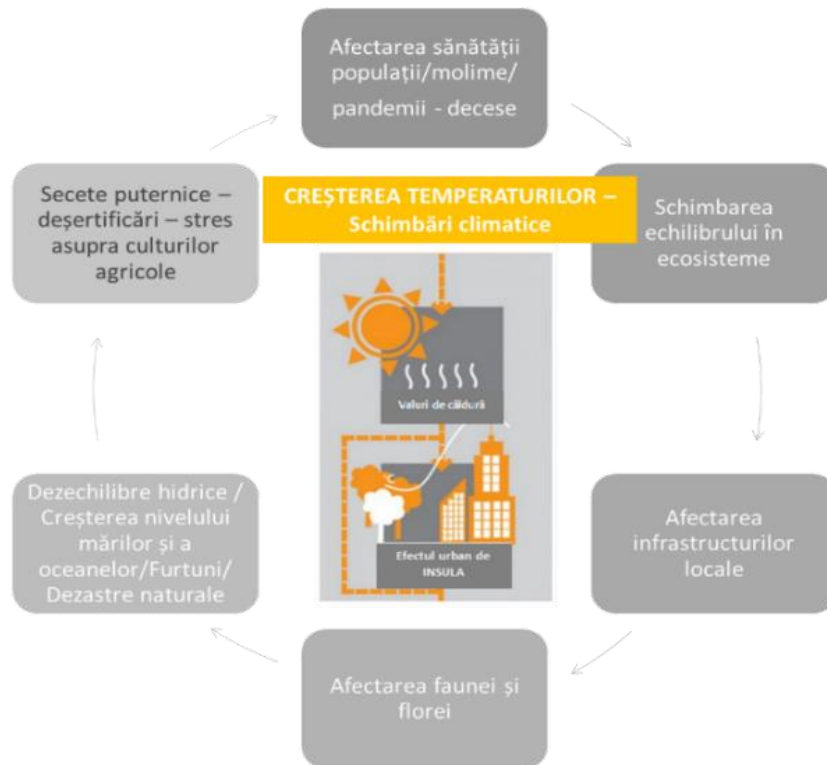 Afectarea sănătății
populații/molime/
pandemii - decese
CREȘTEREA TEMPERATURILOR –
Schimbări climatice
Schimbarea
echilibrului în
ecosisteme
Afectarea
infrastructurilor
locale
Afectarea faunei și
florei
Dezechilibre hidrice /
Creșterea nivelului
mărilor și a
oceanelor/Furtuni/
Dezastre naturale
Secete puternice –
deșertificări – stres
asupra culturilor
agricole
Valuri de căldură
Efectul urban de
INSULA